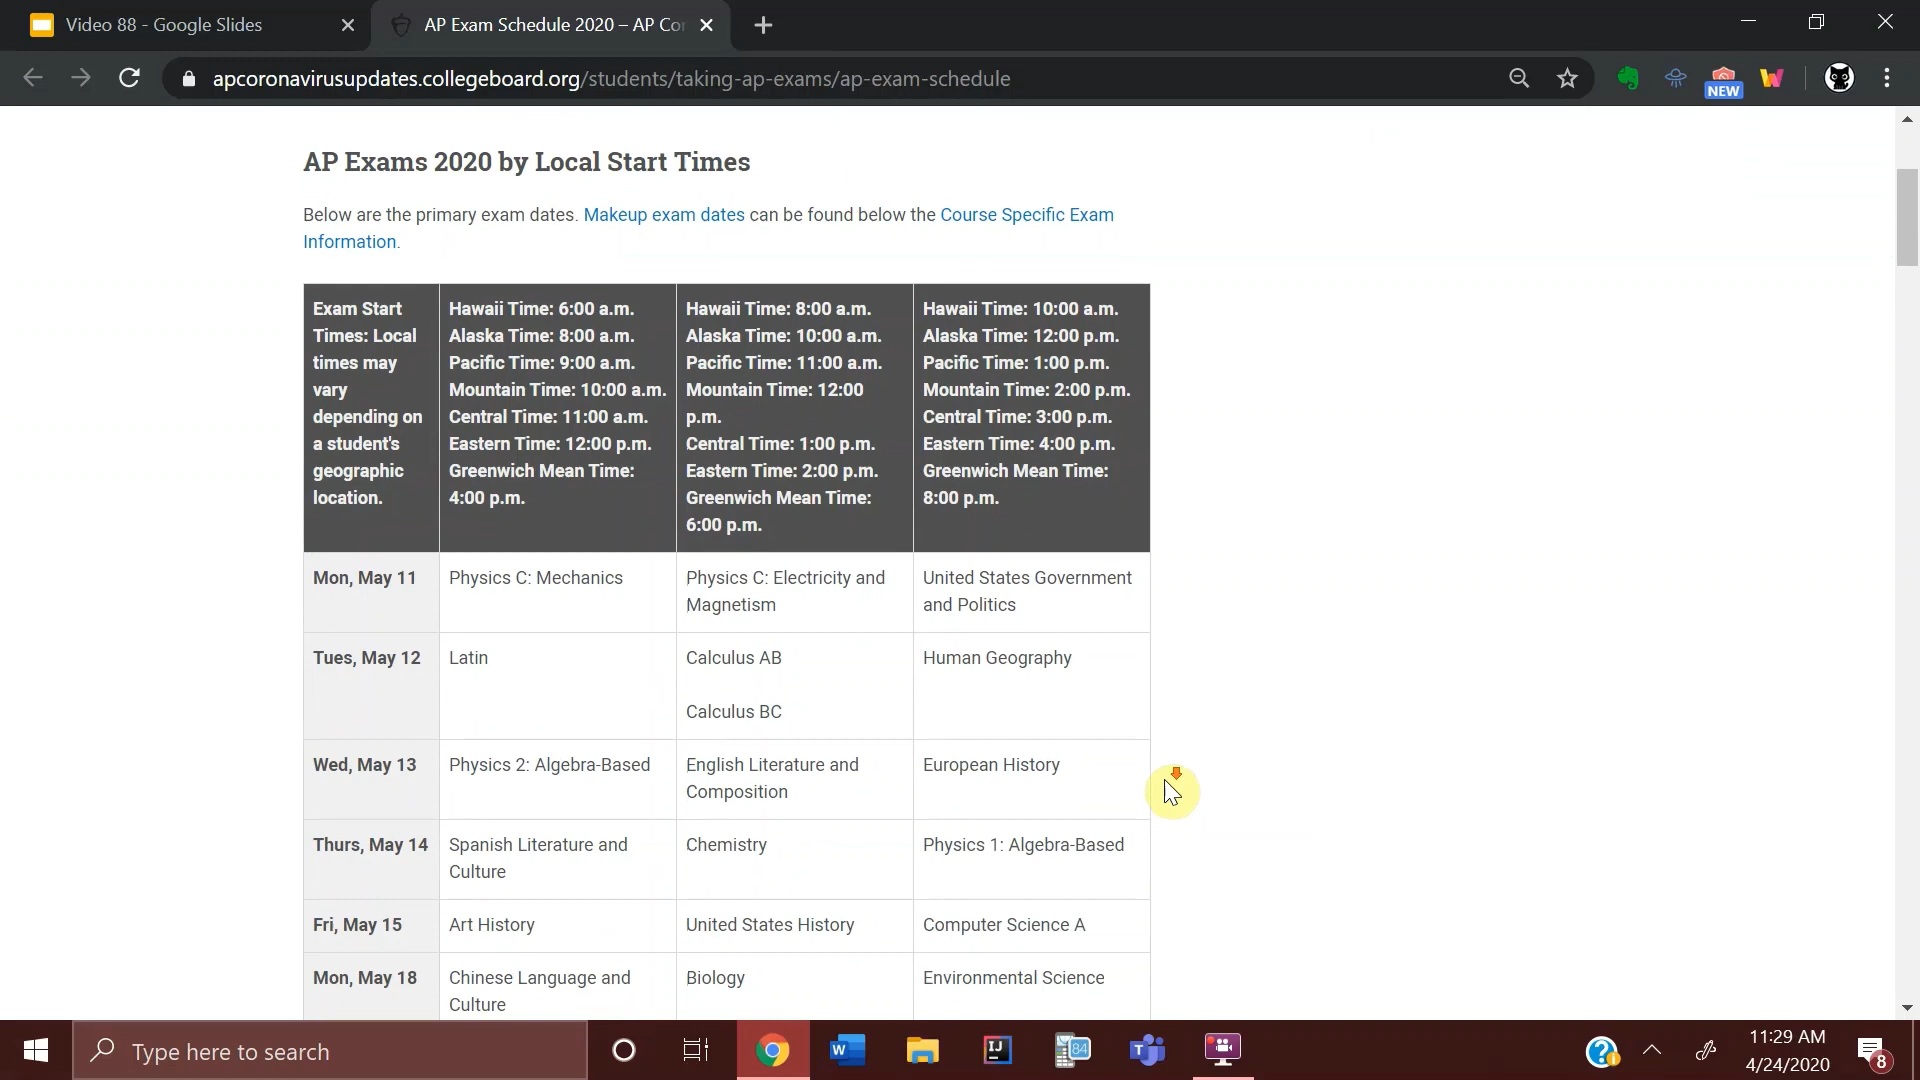 Video 88 - Google Slides
AP Exam Schedule 2020 – AP Co
apcoronavirusupdates.collegeboard.org/students/taking-ap-exams/ap-exam-schedule
NEW
AP Exams 2020 by Local Start Times
Below are the primary exam dates. Makeup exam dates can be found below the Course Specific Exam
Information.
Exam Start
Times: Local
times may
vary
depending on
a student's
geographic
location.
Hawaii Time: 6:00 a.m.
Alaska Time: 8:00 a.m.
Pacific Time: 9:00 a.m.
Mountain Time: 10:00 a.m.
Central Time: 11:00 a.m.
Eastern Time: 12:00 p.m.
Greenwich Mean Time:
4:00 p.m.
Hawaii Time: 8:00 a.m.
Alaska Time: 10:00 a.m.
Pacific Time: 11:00 a.m.
Mountain Time: 12:00
p.m.
Central Time: 1:00 p.m.
Eastern Time: 2:00 p.m.
Greenwich Mean Time:
6:00 p.m.
Hawaii Time: 10:00 a.m.
Alaska Time: 12:00 p.m.
Pacific Time: 1:00 p.m.
Mountain Time: 2:00 p.m.
Central Time: 3:00 p.m.
Eastern Time: 4:00 p.m.
Greenwich Mean Time:
8:00 p.m.
Mon, May 11
Physics C: Mechanics
Physics C: Electricity and
Magnetism
United States Government
and Politics
Tues, May 12
Latin
Calculus AB
Calculus BC
Human Geography
Wed, May 13
Physics 2: Algebra-Based
English Literature and
Composition
European History
Thurs, May 14
Spanish Literature and
Culture
Chemistry
Physics 1: Algebra-Based
Fri, May 15
Art History
United States History
Computer Science A
Mon, May 18
Chinese Language and
Culture
Biology
Environmental Science
Type here to search
W
IJ
84
T
11:29 AM
4/24/2020
8